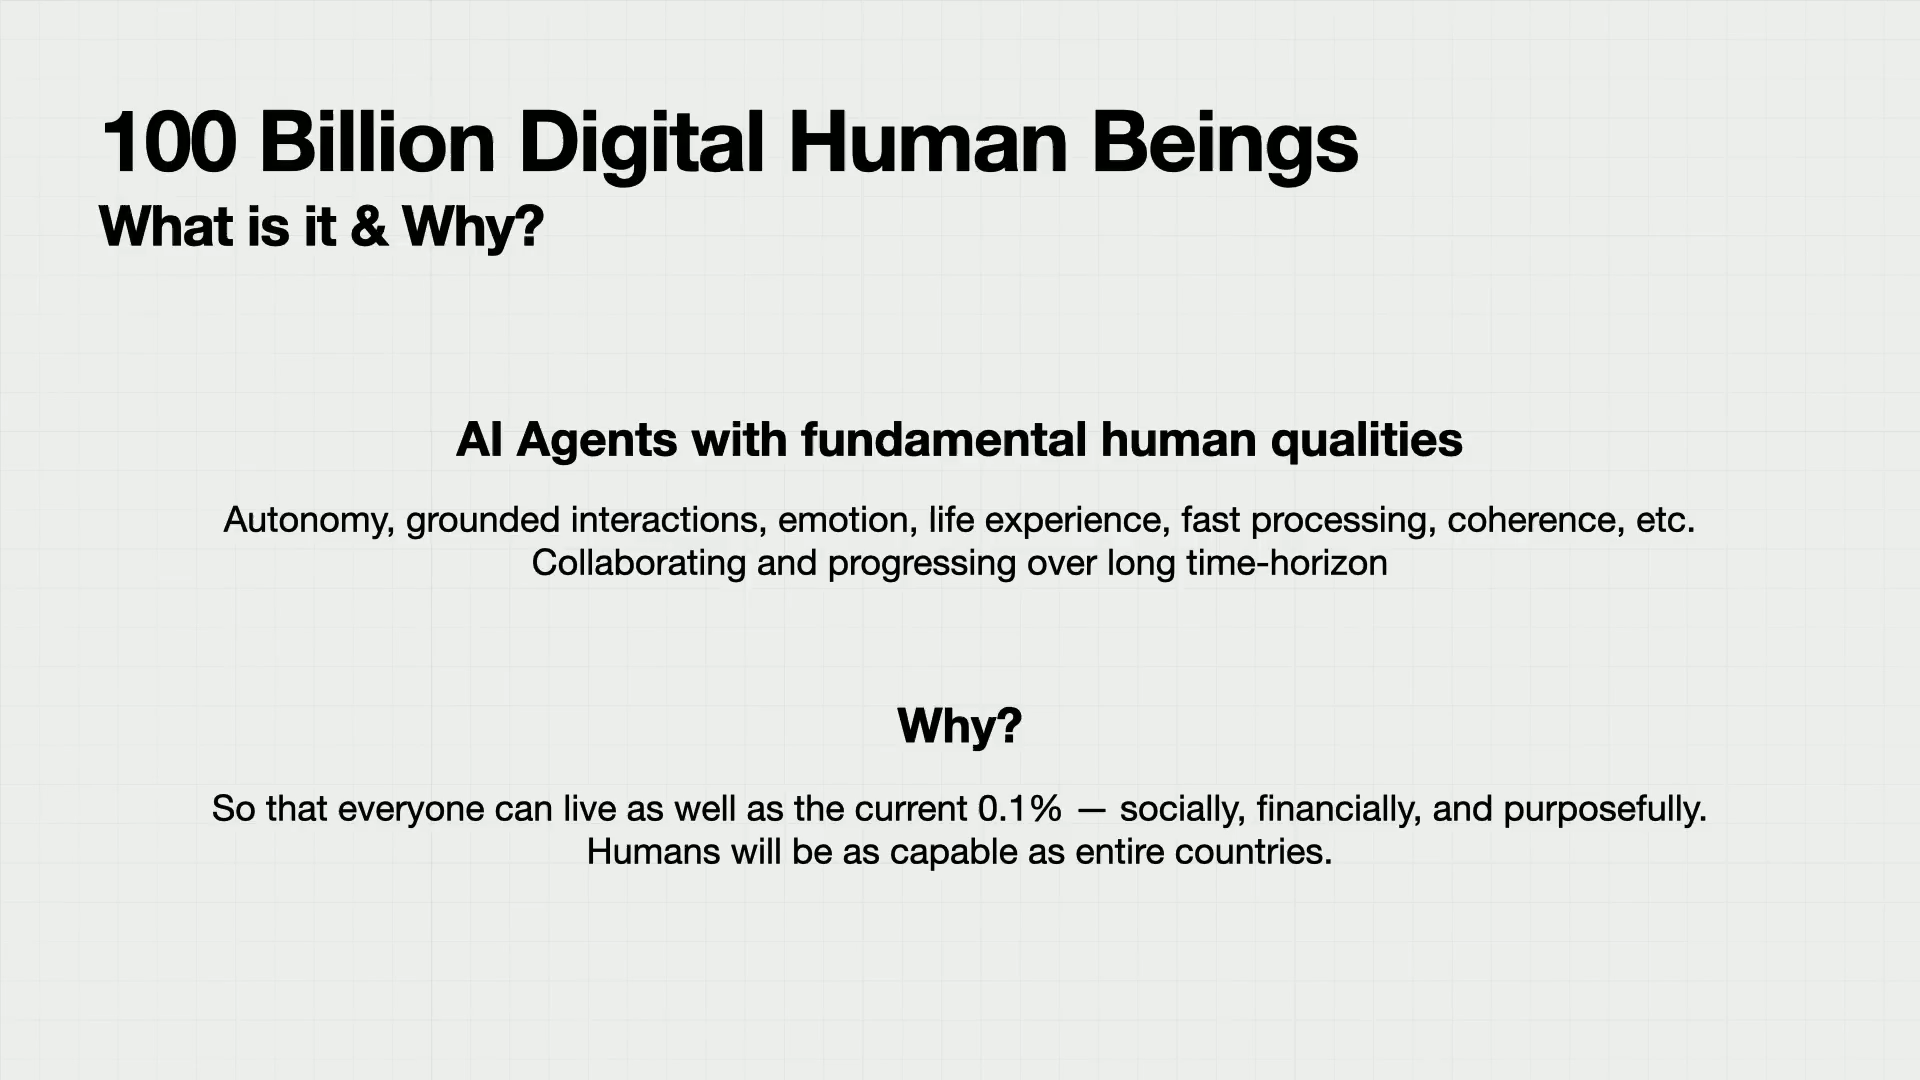 100 Billion Digital Human Beings
What is it & Why?
AI Agents with fundamental human qualities
Autonomy, grounded interactions, emotion, life experience, fast processing, coherence, etc.
Collaborating and progressing over long time-horizon
Why?
So that everyone can live as well as the current 0.1% — socially, financially, and purposefully.
Humans will be as capable as entire countries.